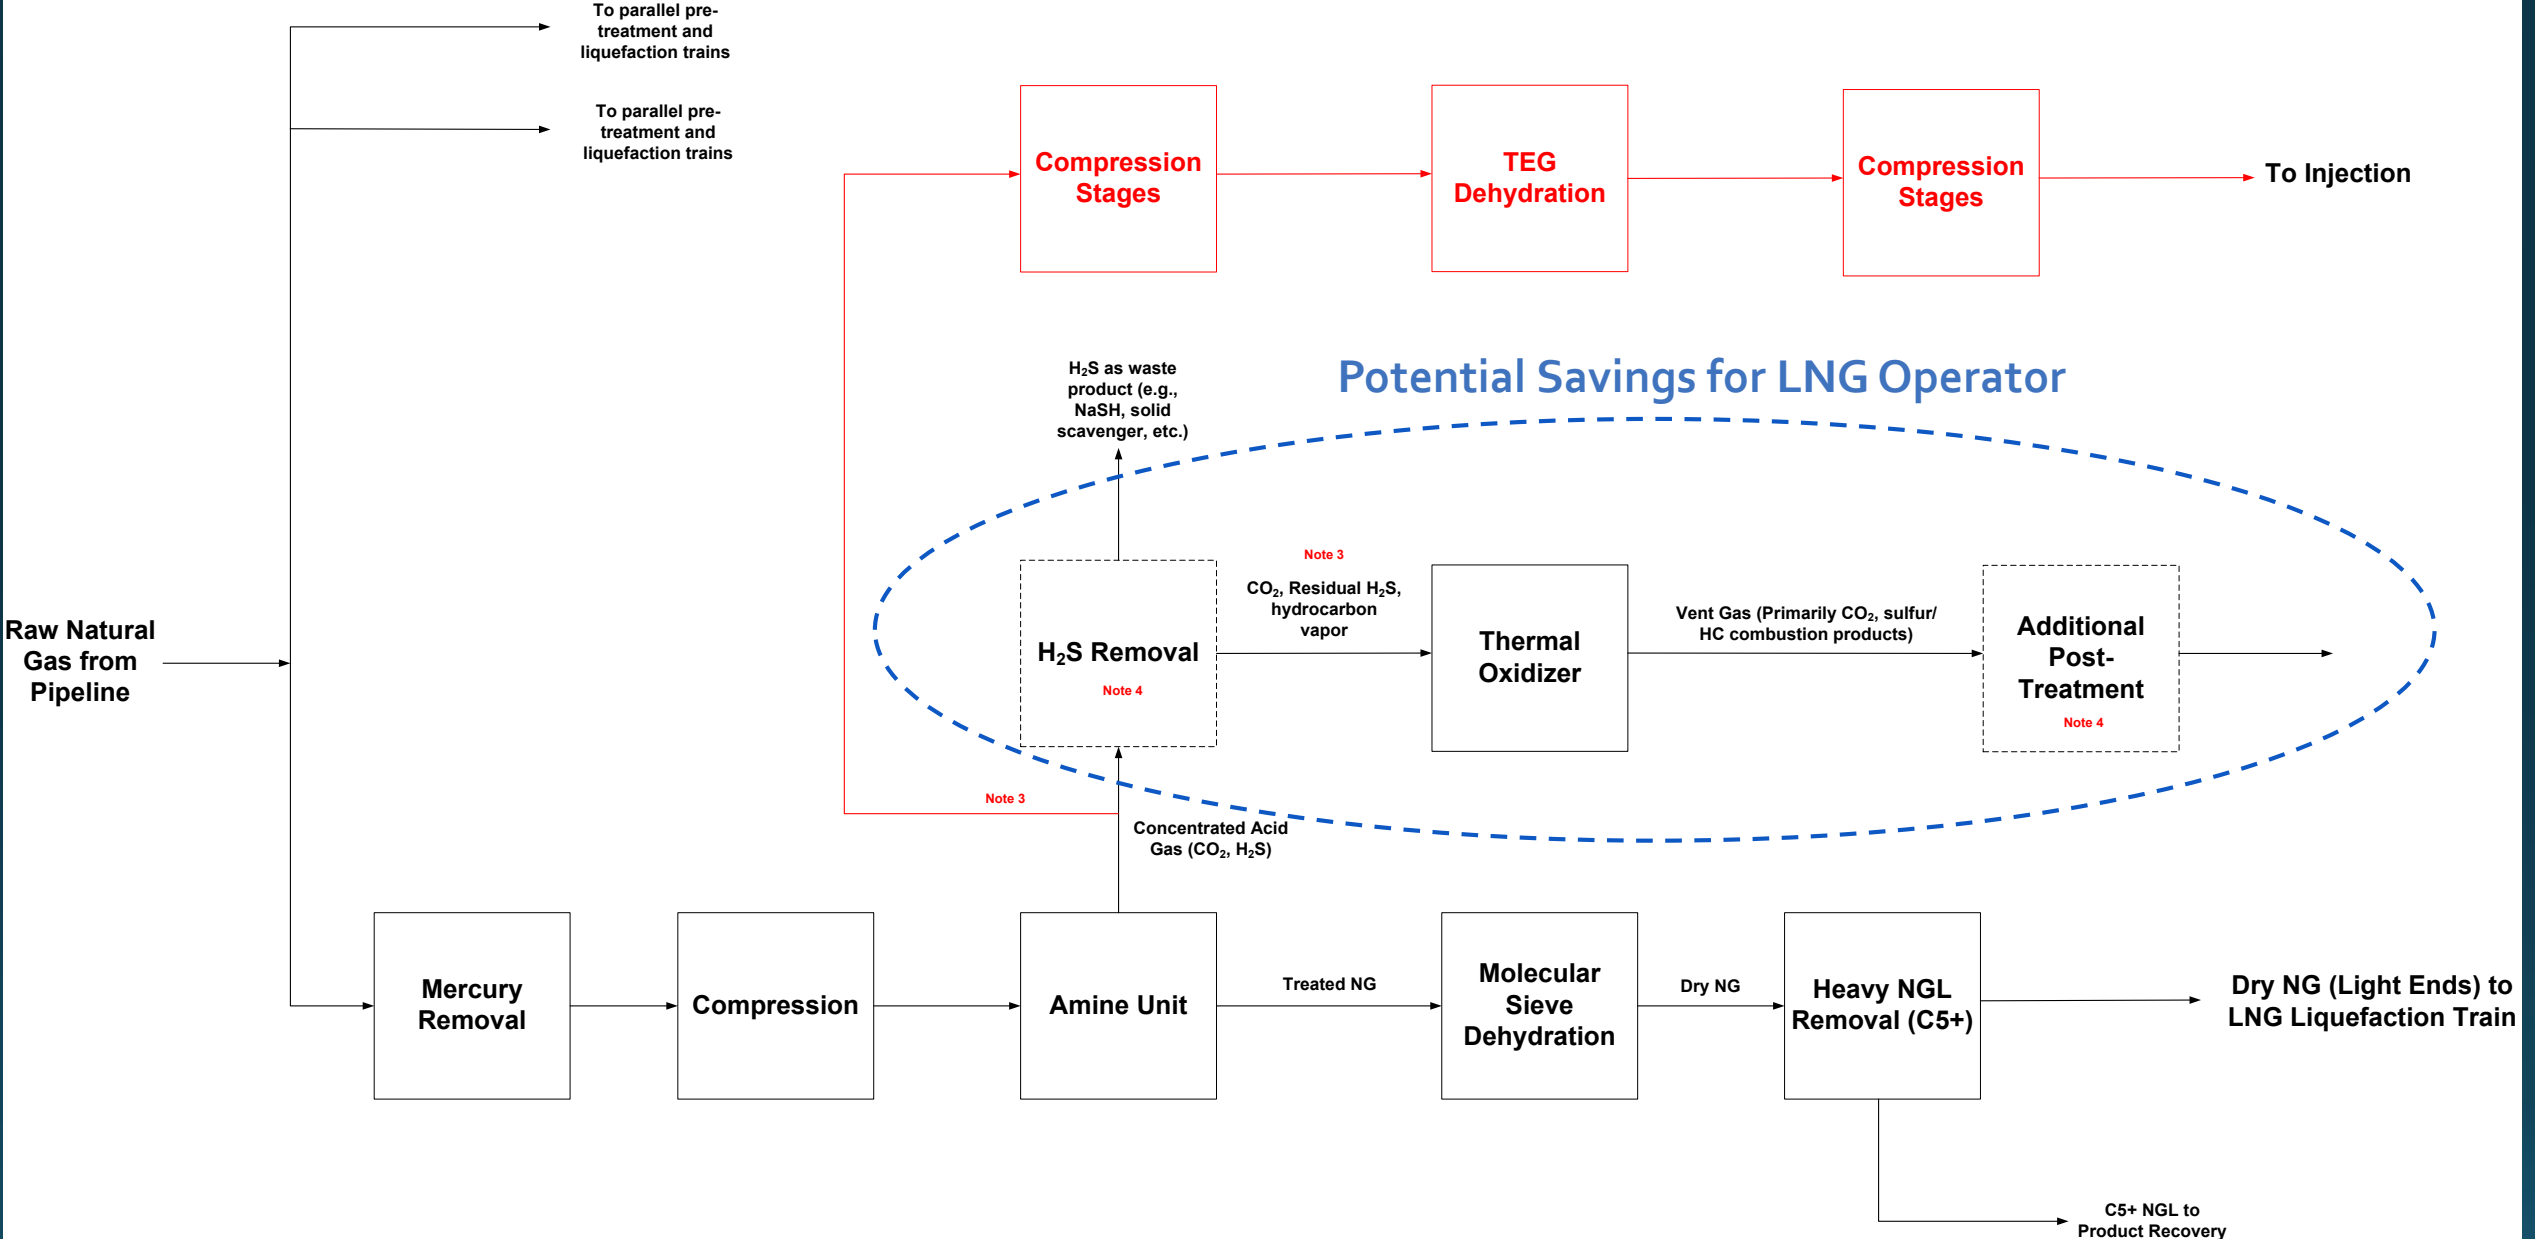 To parallel pre-
treatment and
liquefaction trains
To parallel pre-
treatment and
liquefaction trains
Compression
Stages
TEG
Dehydration
Compression
Stages
To Injection
Potential Savings for LNG Operator
H₂S as waste
product (e.g.,
NaSH, solid
scavenger, etc.)
Raw Natural
Gas from
Pipeline
H₂S Removal
Note 4
Note 3
CO₂, Residual H₂S,
hydrocarbon
vapor
Thermal
Oxidizer
Vent Gas (Primarily CO₂, sulfur/
HC combustion products)
Additional
Post-
Treatment
Note 4
Note 3
Concentrated Acid
Gas (CO₂, H₂S)
Mercury
Removal
Compression
Amine Unit
Treated NG
Molecular
Sieve
Dehydration
Dry NG
Heavy NGL
Removal (C5+)
Dry NG (Light Ends) to
LNG Liquefaction Train
C5+ NGL to
Product Recovery